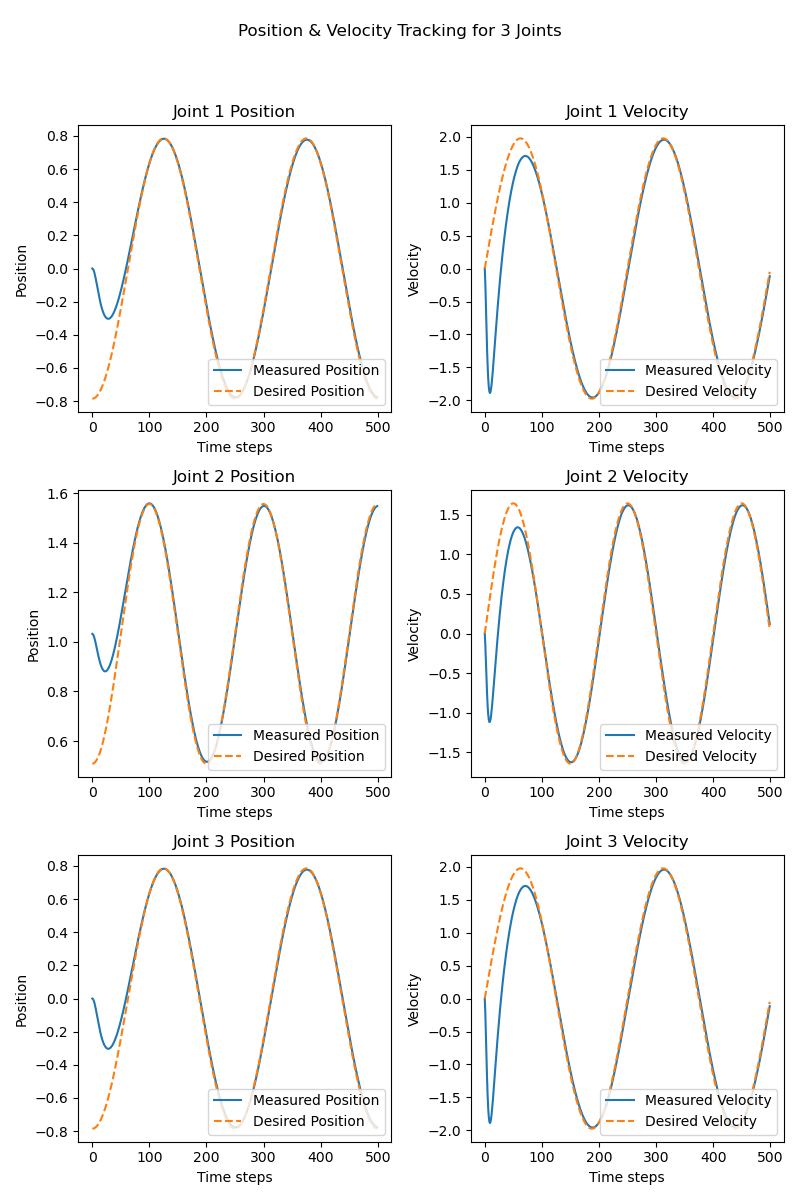 Position & Velocity Tracking for 3 Joints
Joint 1 Position
0.8
0.6
0.4
0.2
0.0
−0.2
−0.4
−0.6
−0.8
Position
0 100 200 300 400 500
Time steps
Measured Position
Desired Position
Joint 1 Velocity
2.0
1.5
1.0
0.5
0.0
−0.5
−1.0
−1.5
−2.0
Velocity
0 100 200 300 400 500
Time steps
Measured Velocity
Desired Velocity
Joint 2 Position
1.6
1.4
1.2
1.0
0.8
0.6
Position
0 100 200 300 400 500
Time steps
Measured Position
Desired Position
Joint 2 Velocity
1.5
1.0
0.5
0.0
−0.5
−1.0
−1.5
Velocity
0 100 200 300 400 500
Time steps
Measured Velocity
Desired Velocity
Joint 3 Position
0.8
0.6
0.4
0.2
0.0
−0.2
−0.4
−0.6
−0.8
Position
0 100 200 300 400 500
Time steps
Measured Position
Desired Position
Joint 3 Velocity
2.0
1.5
1.0
0.5
0.0
−0.5
−1.0
−1.5
−2.0
Velocity
0 100 200 300 400 500
Time steps
Measured Velocity
Desired Velocity